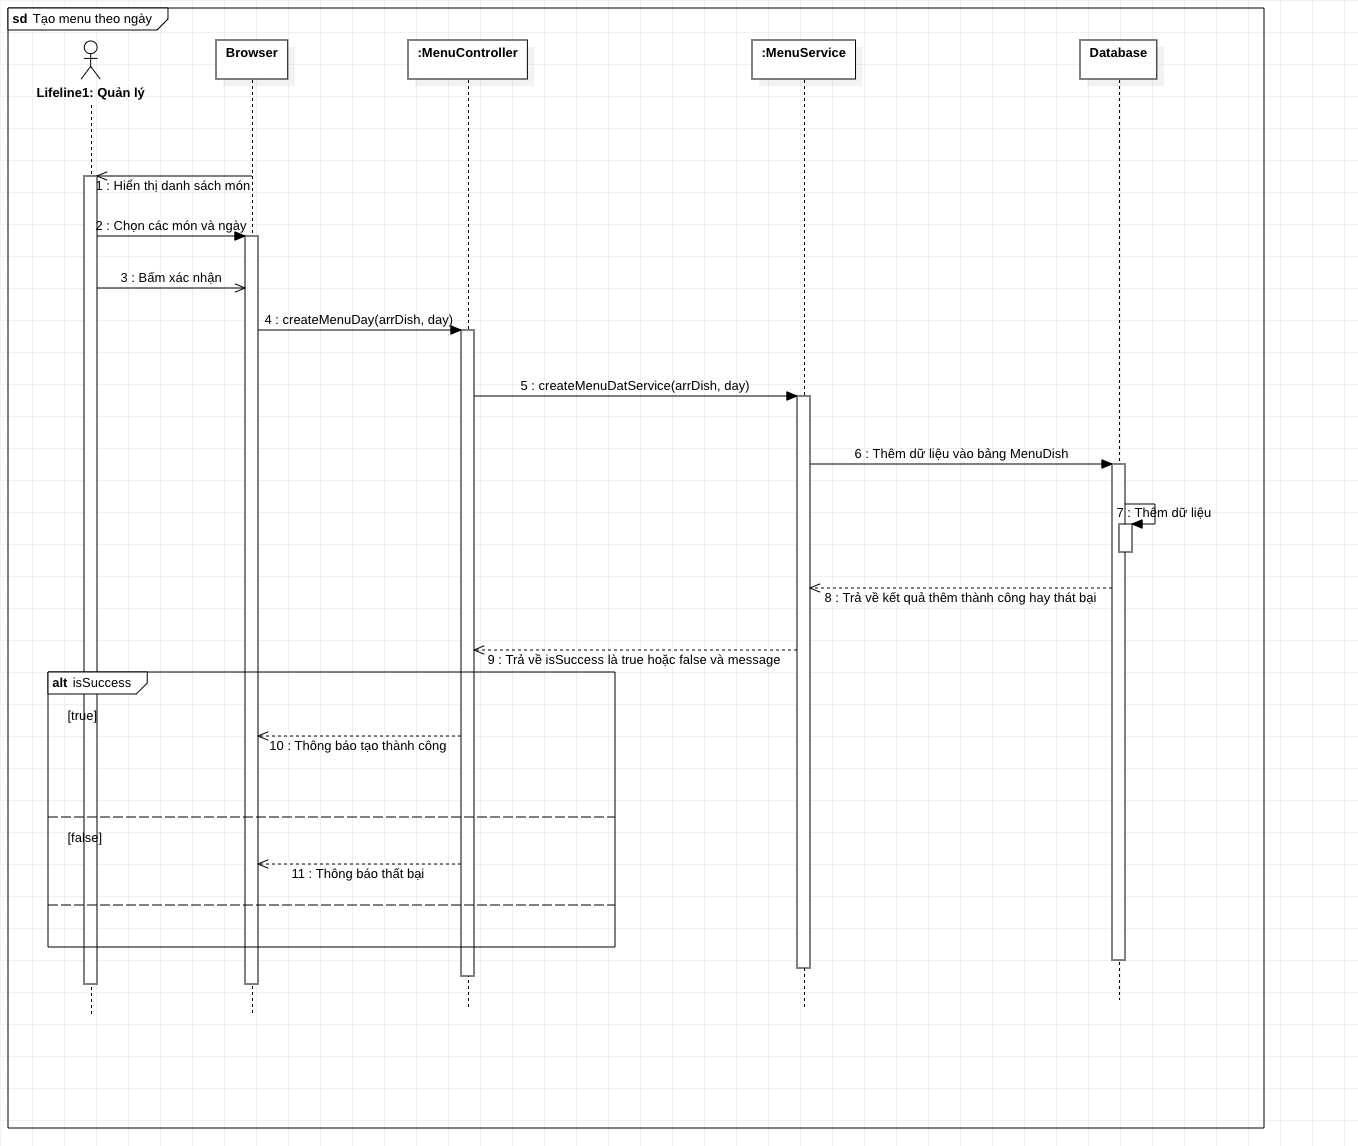 sd Tạo menu theo ngày
Browser
:MenuController
:MenuService
Database
Lifeline1: Quản lý
1 : Hiển thị danh sách món
2 : Chọn các món và ngày
3 : Bấm xác nhận
4 : createMenuDay(arrDish, day)
5 : createMenuDatService(arrDish, day)
6 : Thêm dữ liệu vào bảng MenuDish
7 : Thêm dữ liệu
8 : Trả về kết quả thêm thành công hay thát bại
9 : Trả về isSuccess là true hoặc false và message
alt isSuccess
[true]
10 : Thông báo tạo thành công
[false]
11 : Thông báo thất bại